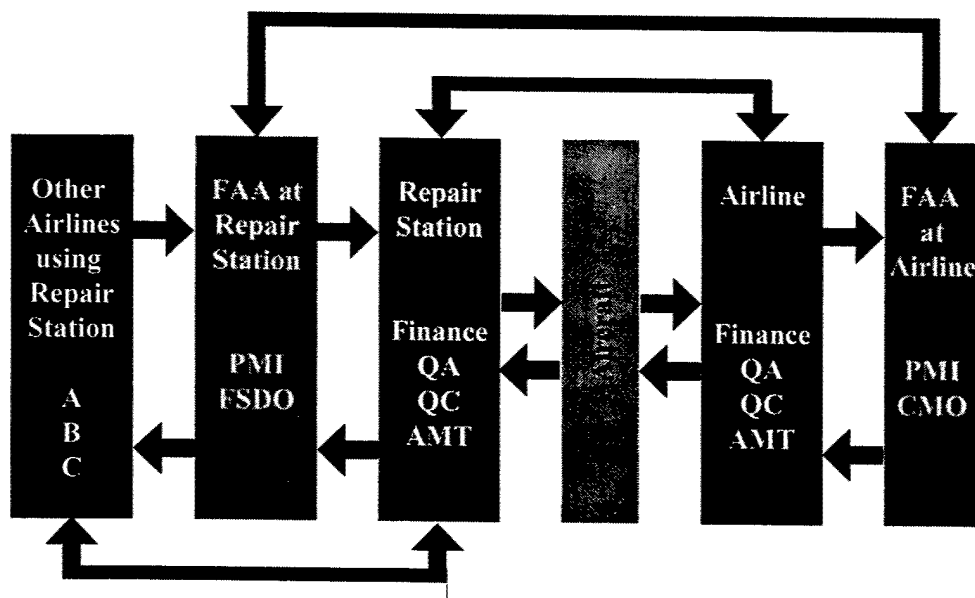 Other
Airlines
using
Repair
Station
A
B
C
FAA at
Repair
Station
PMI
FSDO
Repair
Station
Finance
QA
QC
AMT
Aircraft
Airline
Finance
QA
QC
AMT
FAA
at
Airline
PMI
CMO